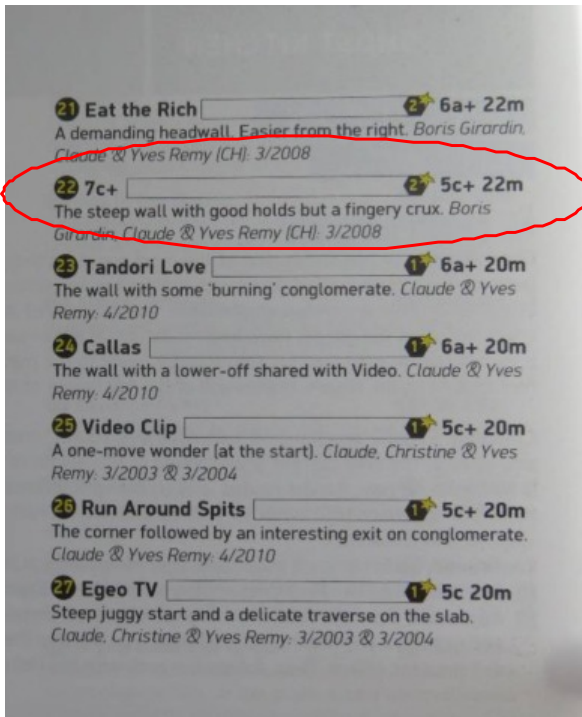 21 Eat the Rich 2 6a+ 22m
A demanding headwall. Easier from the right. Boris Girardin,
Claude & Yves Remy (CH): 3/2008
22 7c+ 2 5c+ 22m
The steep wall with good holds but a fingery crux. Boris
Girardin, Claude & Yves Remy (CH): 3/2008
23 Tandori Love 1 6a+ 20m
The wall with some 'burning' conglomerate. Claude & Yves
Remy: 4/2010
24 Callas 1 6a+ 20m
The wall with a lower-off shared with Video. Claude & Yves
Remy: 4/2010
25 Video Clip 1 5c+ 20m
A one-move wonder (at the start). Claude, Christine & Yves
Remy: 3/2003 & 3/2004
26 Run Around Spits 1 5c+ 20m
The corner followed by an interesting exit on conglomerate.
Claude & Yves Remy: 4/2010
27 Egeo TV 1 5c 20m
Steep juggy start and a delicate traverse on the slab.
Claude, Christine & Yves Remy: 3/2003 & 3/2004